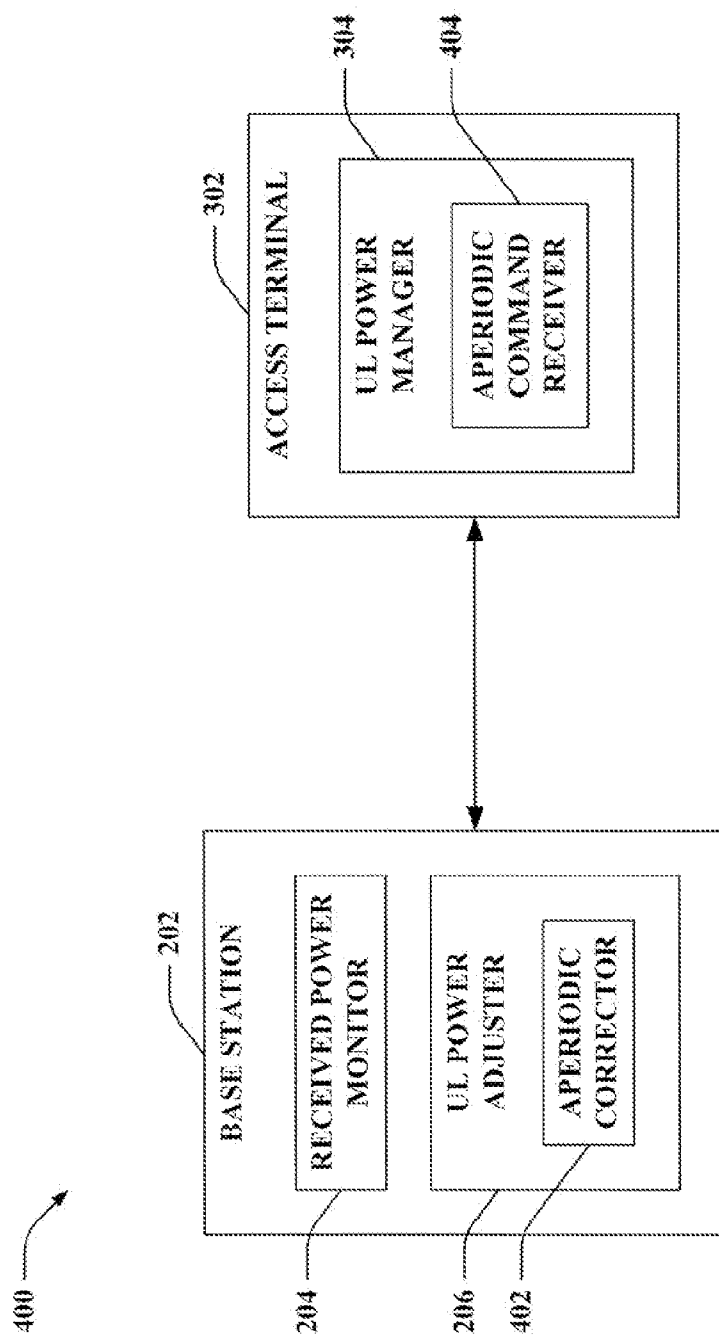 400
202
BASE STATION
204
RECEIVED POWER
MONITOR
206
UL POWER
ADJUSTER
402
APERIODIC
CORRECTOR
302
ACCESS TERMINAL
304
UL POWER
MANAGER
404
APERIODIC
COMMAND
RECEIVER